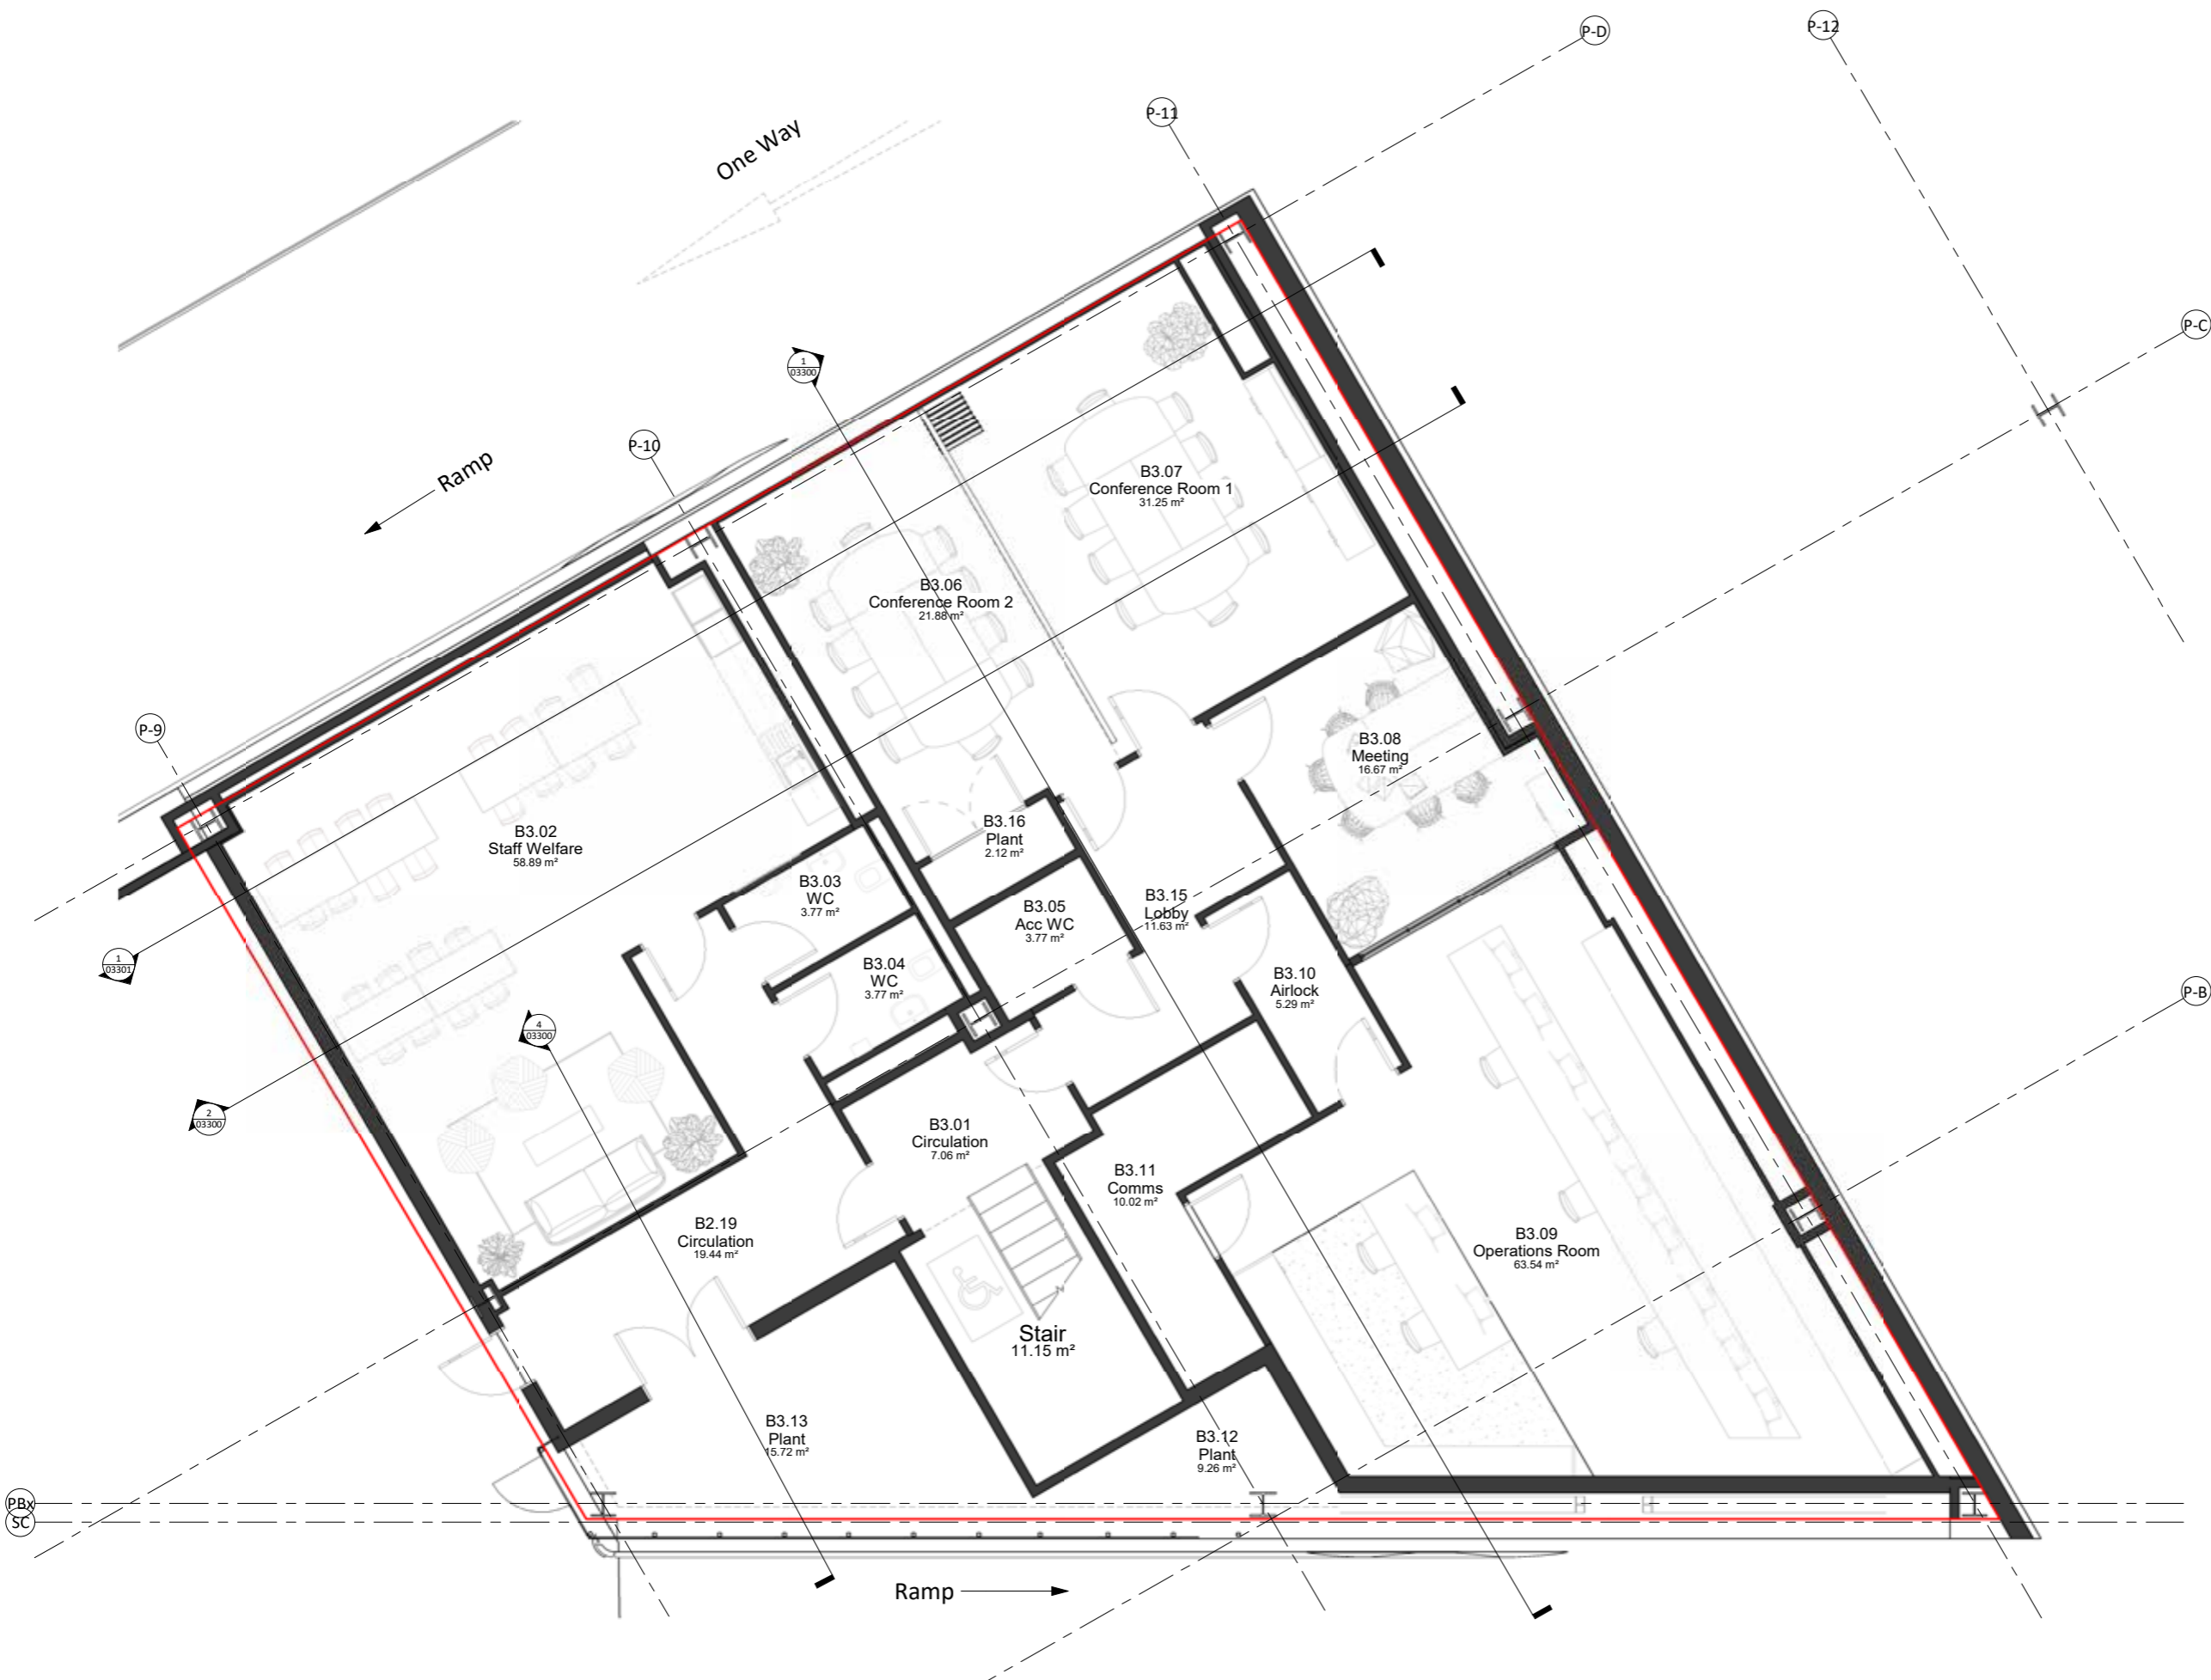 P-D
P-12
P-11
One Way
P-C
1
03300
P-10
Ramp
B3.07
Conference Room 1
31.25 m²
B3.06
Conference Room 2
21.88 m²
P-9
B3.08
Meeting
16.67 m²
B3.02
Staff Welfare
58.89 m²
B3.16
Plant
2.12 m²
B3.03
WC
3.77 m²
B3.05
Acc WC
3.77 m²
B3.15
Lobby
11.63 m²
1
03301
B3.04
WC
3.77 m²
B3.10
Airlock
5.29 m²
P-B
4
03300
2
03300
B3.01
Circulation
7.06 m²
B3.11
Comms
10.02 m²
B2.19
Circulation
19.44 m²
B3.09
Operations Room
63.54 m²
Stair
11.15 m²
B3.13
Plant
15.72 m²
B3.12
Plant
9.26 m²
PBx
SC
Ramp